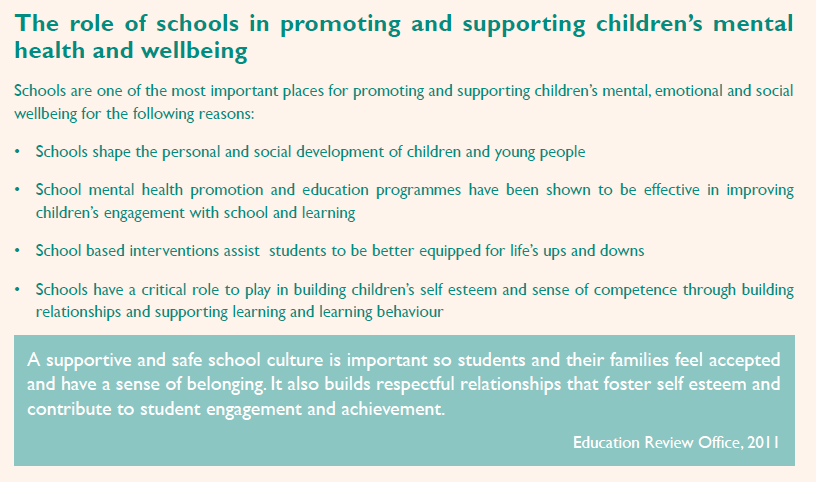 The role of schools in promoting and supporting children's mental
health and wellbeing
Schools are one of the most important places for promoting and supporting children's mental, emotional and social
wellbeing for the following reasons:
• Schools shape the personal and social development of children and young people
• School mental health promotion and education programmes have been shown to be effective in improving
children's engagement with school and learning
• School based interventions assist students to be better equipped for life's ups and downs
• Schools have a critical role to play in building children's self esteem and sense of competence through building
relationships and supporting learning and learning behaviour
A supportive and safe school culture is important so students and their families feel accepted
and have a sense of belonging. It also builds respectful relationships that foster self esteem and
contribute to student engagement and achievement.
Education Review Office, 2011